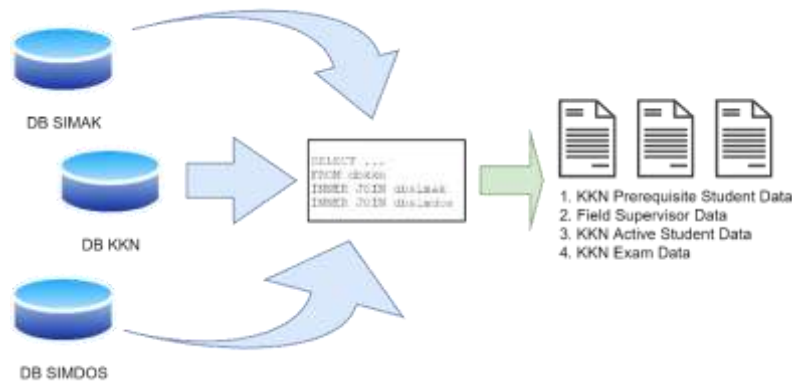 DB SIMAK
DB KKN
DB SIMDOS
SELECT ...
FROM dbkkn
INNER JOIN dbsimak
INNER JOIN dbsimdos
1. KKN Prerequisite Student Data
2. Field Supervisor Data
3. KKN Active Student Data
4. KKN Exam Data